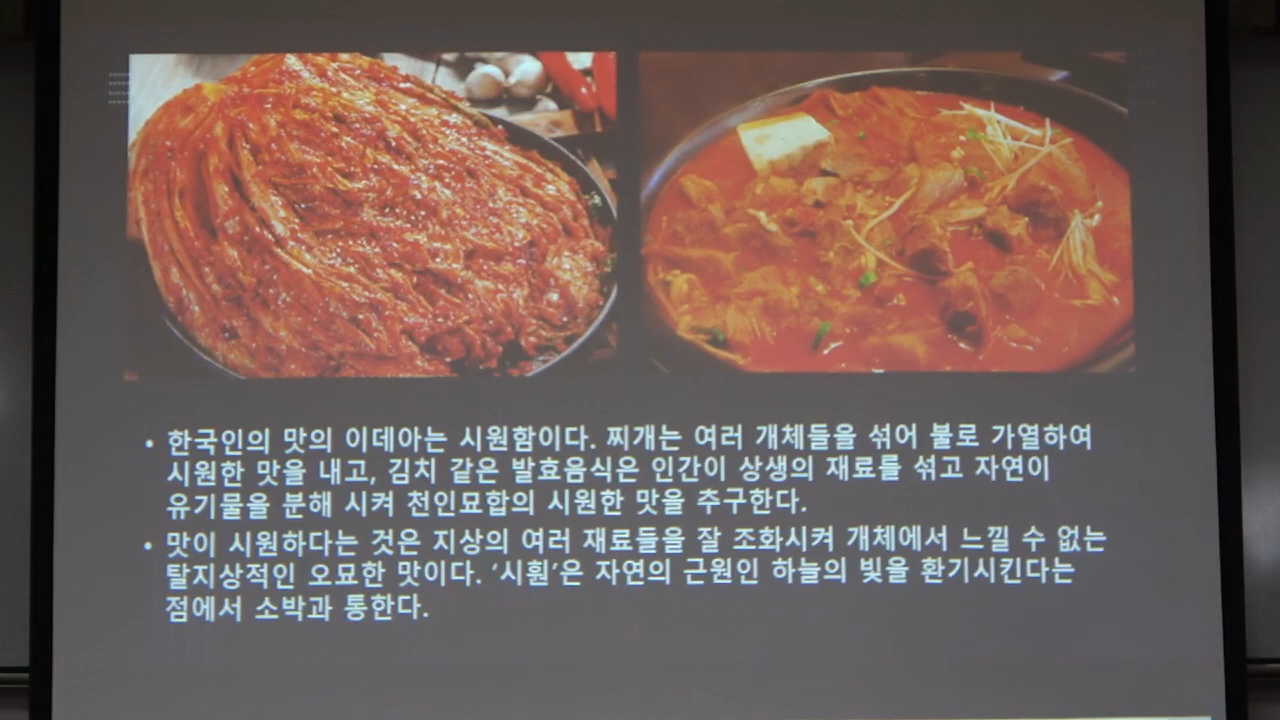 • 한국인의 맛의 이데아는 시원함이다. 찌개는 여러 개체들을 섞어 불로 가열하여
시원한 맛을 내고, 김치 같은 발효음식은 인간이 상생의 재료를 섞고 자연이
유기물을 분해 시켜 천인묘합의 시원한 맛을 추구한다.
• 맛이 시원하다는 것은 지상의 여러 재료들을 잘 조화시켜 개체에서 느낄 수 없는
탈지상적인 오묘한 맛이다. ‘시훤’은 자연의 근원인 하늘의 빛을 환기시킨다는
점에서 소박과 통한다.